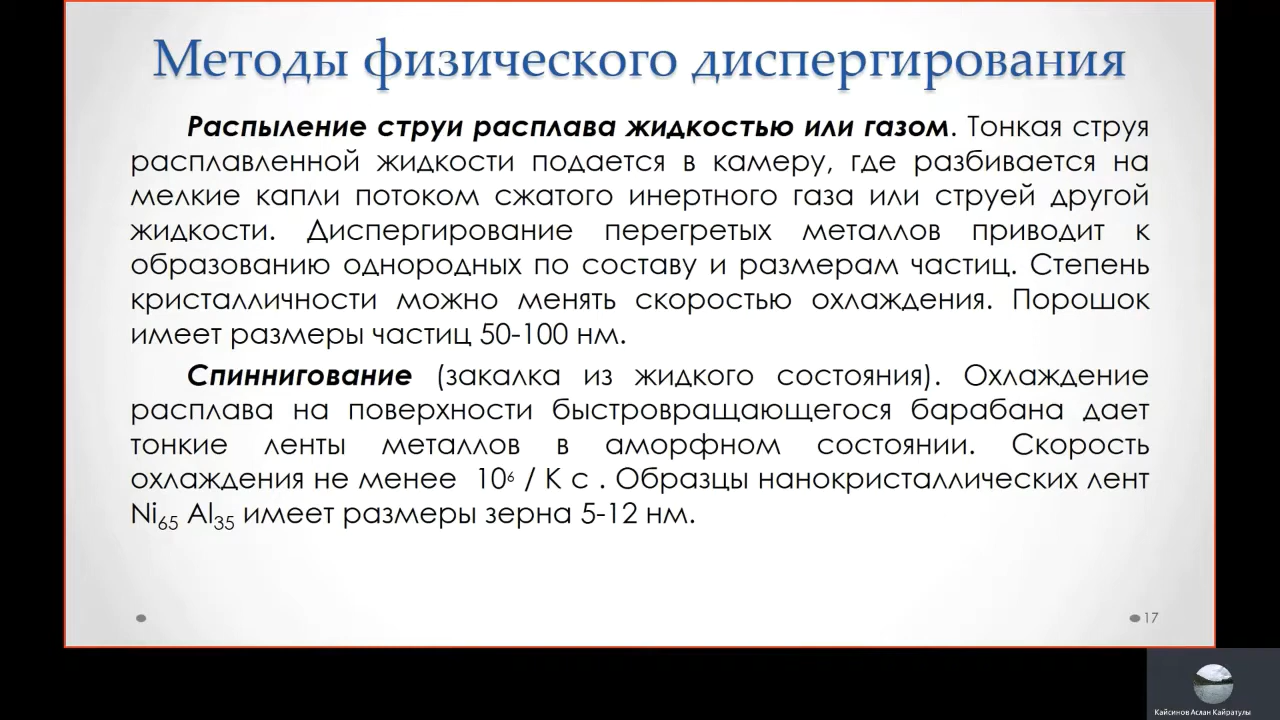 Методы физического диспергирования
Распыление струи расплава жидкостью или газом. Тонкая струя
расплавленной жидкости подается в камеру, где разбивается на
мелкие капли потоком сжатого инертного газа или струей другой
жидкости. Диспергирование перегретых металлов приводит к
образованию однородных по составу и размерам частиц. Степень
кристалличности можно менять скоростью охлаждения. Порошок
имеет размеры частиц 50-100 нм.
Спиннигование (закалка из жидкого состояния). Охлаждение
расплава на поверхности быстровращающегося барабана дает
тонкие ленты металлов в аморфном состоянии. Скорость
охлаждения не менее 10⁶ / К с . Образцы нанокристаллических лент
Ni₆₅ Al₃₅ имеет размеры зерна 5-12 нм.
17
Кайсинов Аслан Кайратулы